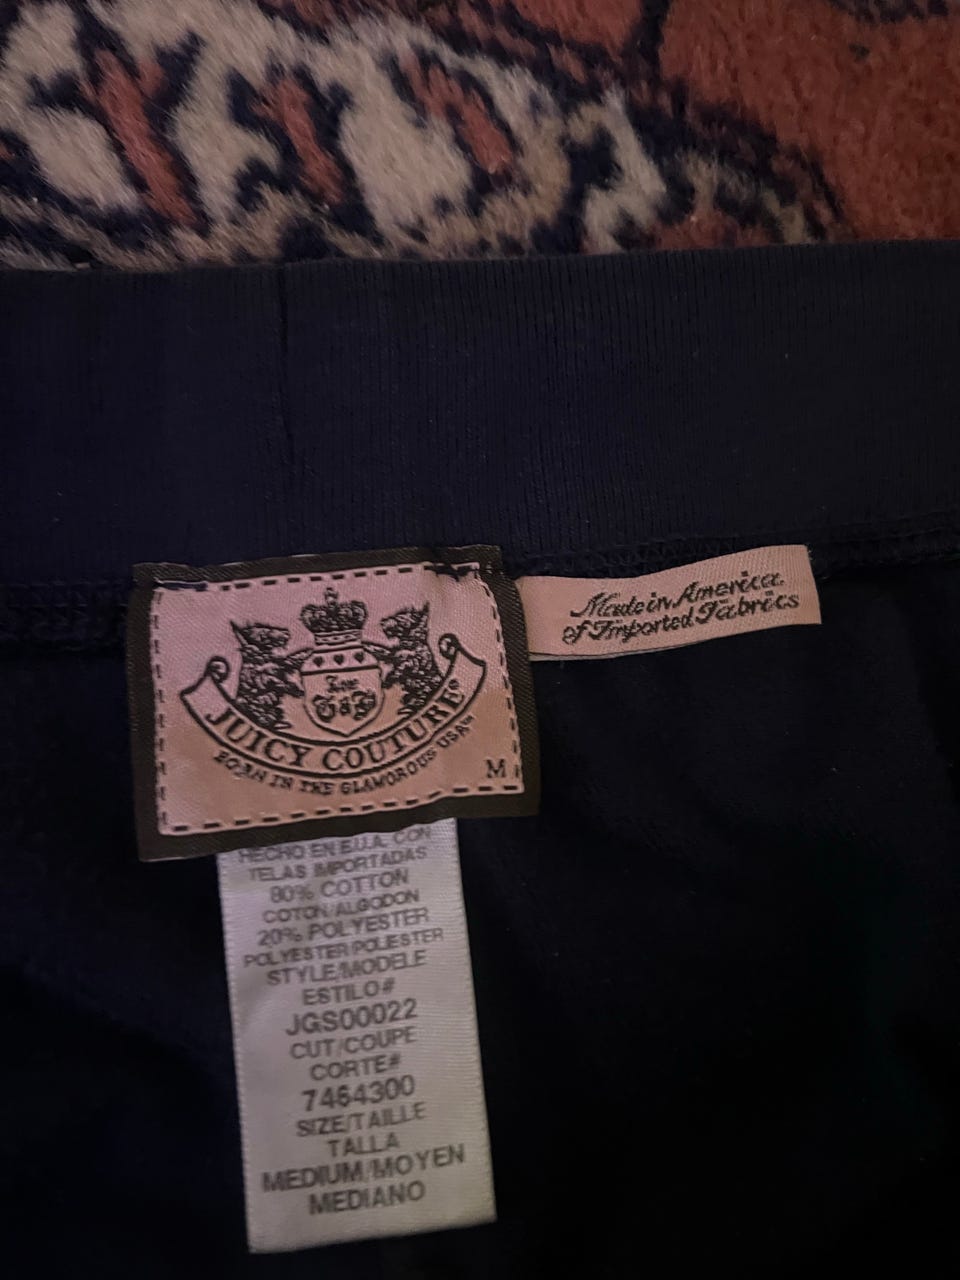 Made in America
of Imported Fabrics
Love
G&P
JUICY COUTURE®
BORN IN THE GLAMOROUS USA™
M
HECHO EN E.U.A. CON
TELAS IMPORTADAS
80% COTTON
COTON/ALGODON
20% POLYESTER
POLYESTER/POLIESTER
STYLE/MODELE
ESTILO#
JGS00022
CUT/COUPE
CORTE#
7464300
SIZE/TAILLE
TALLA
MEDIUM/MOYEN
MEDIANO